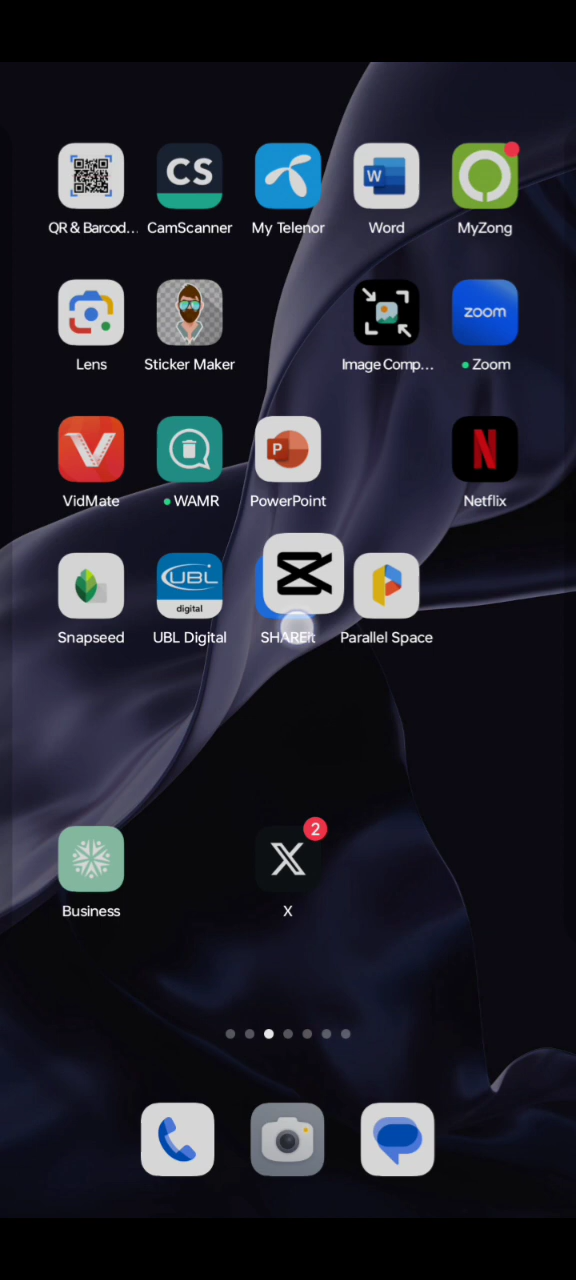 CS
W
QR & Barcod...
CamScanner
My Telenor
Word
MyZong
zoom
Lens
Sticker Maker
Image Comp...
Zoom
P
N
VidMate
WAMR
PowerPoint
Netflix
UBL
digital
Snapseed
UBL Digital
SHAREit
Parallel Space
2
X
Business
X